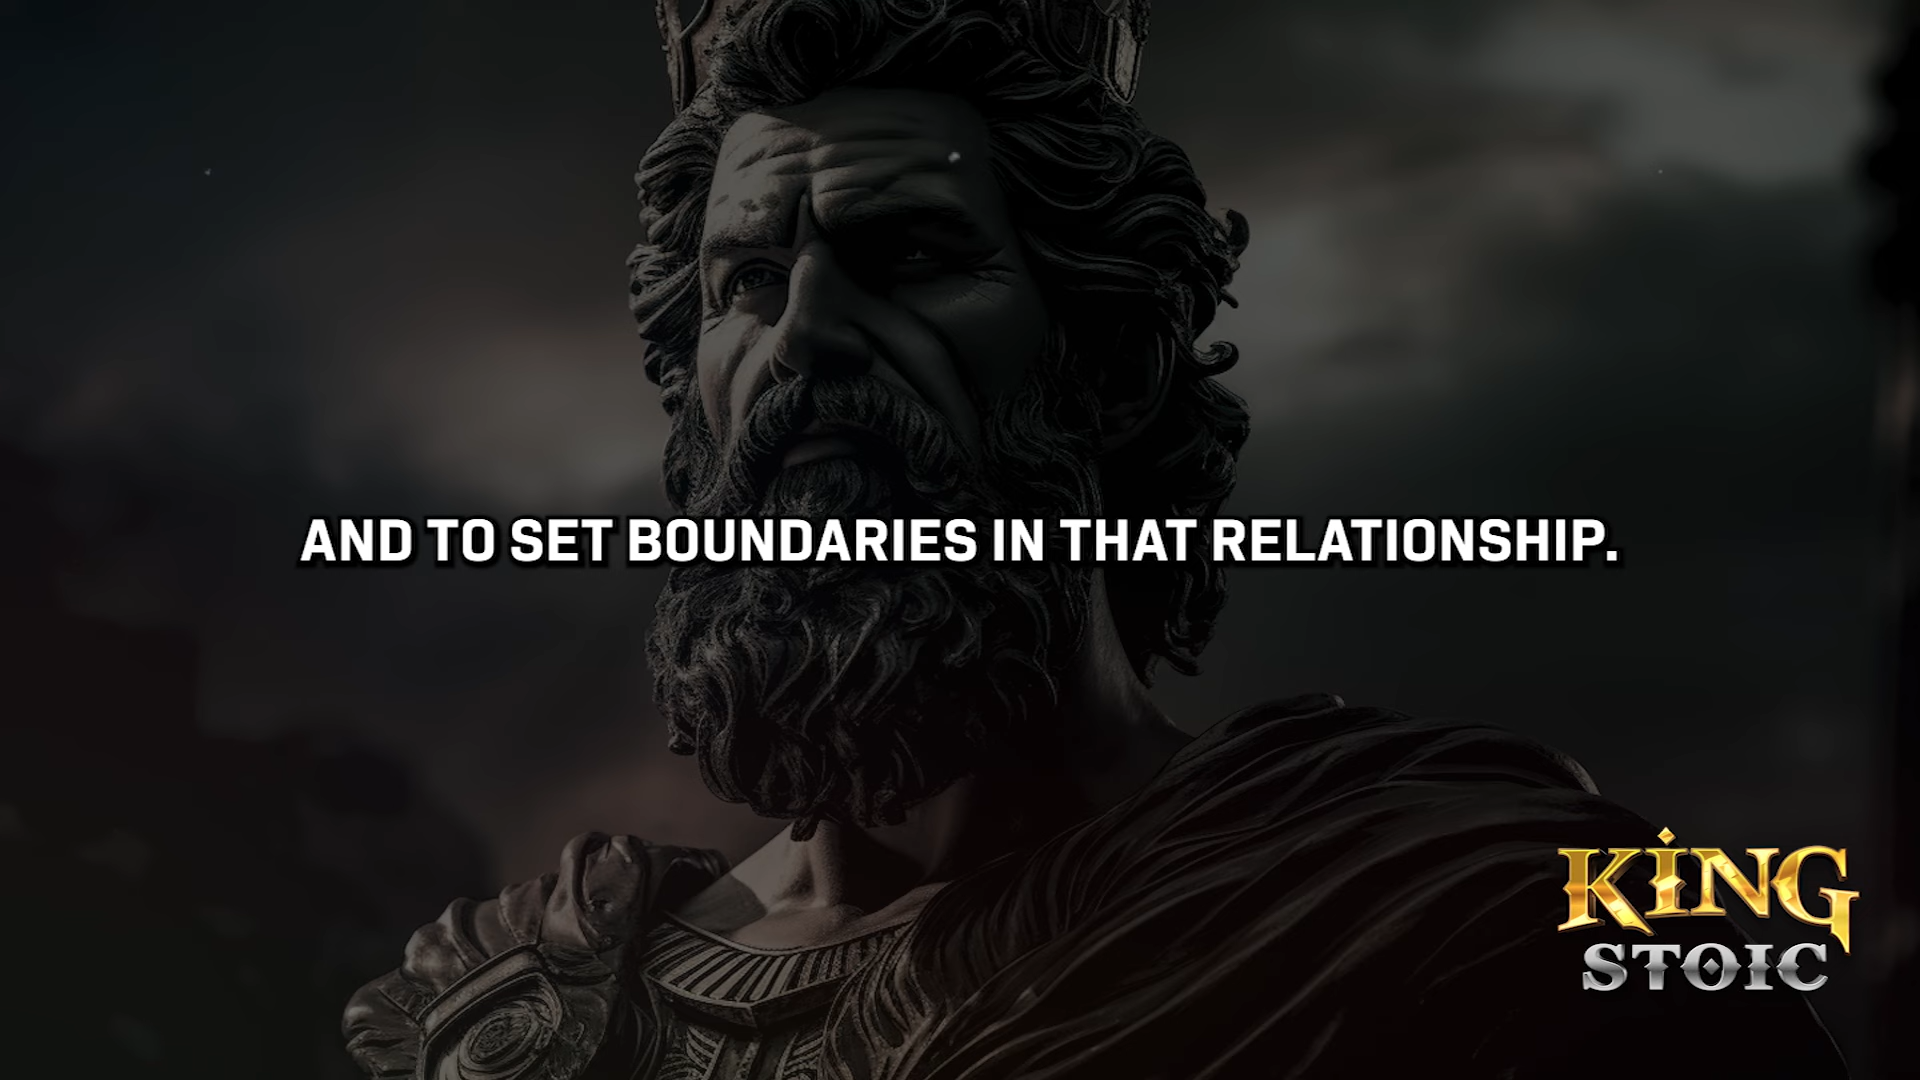 AND TO SET BOUNDARIES IN THAT RELATIONSHIP.
KING
STOIC